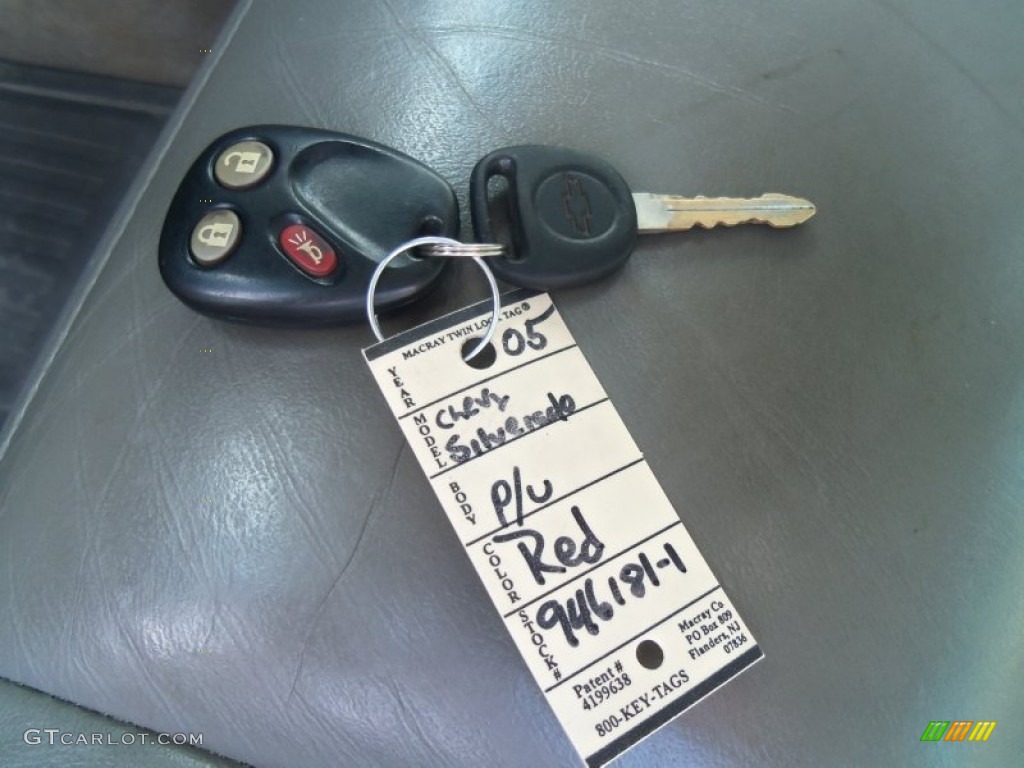 MACRAY TWIN LOCK TAG®
YEAR 05
MODEL Chevy
Silverado
BODY P/U
COLOR Red
STOCK# 946181-1
Patent #
4199638
Macray Co
PO Box 809
Flanders, NJ
07836
800-KEY-TAGS
GTCARLOT.COM